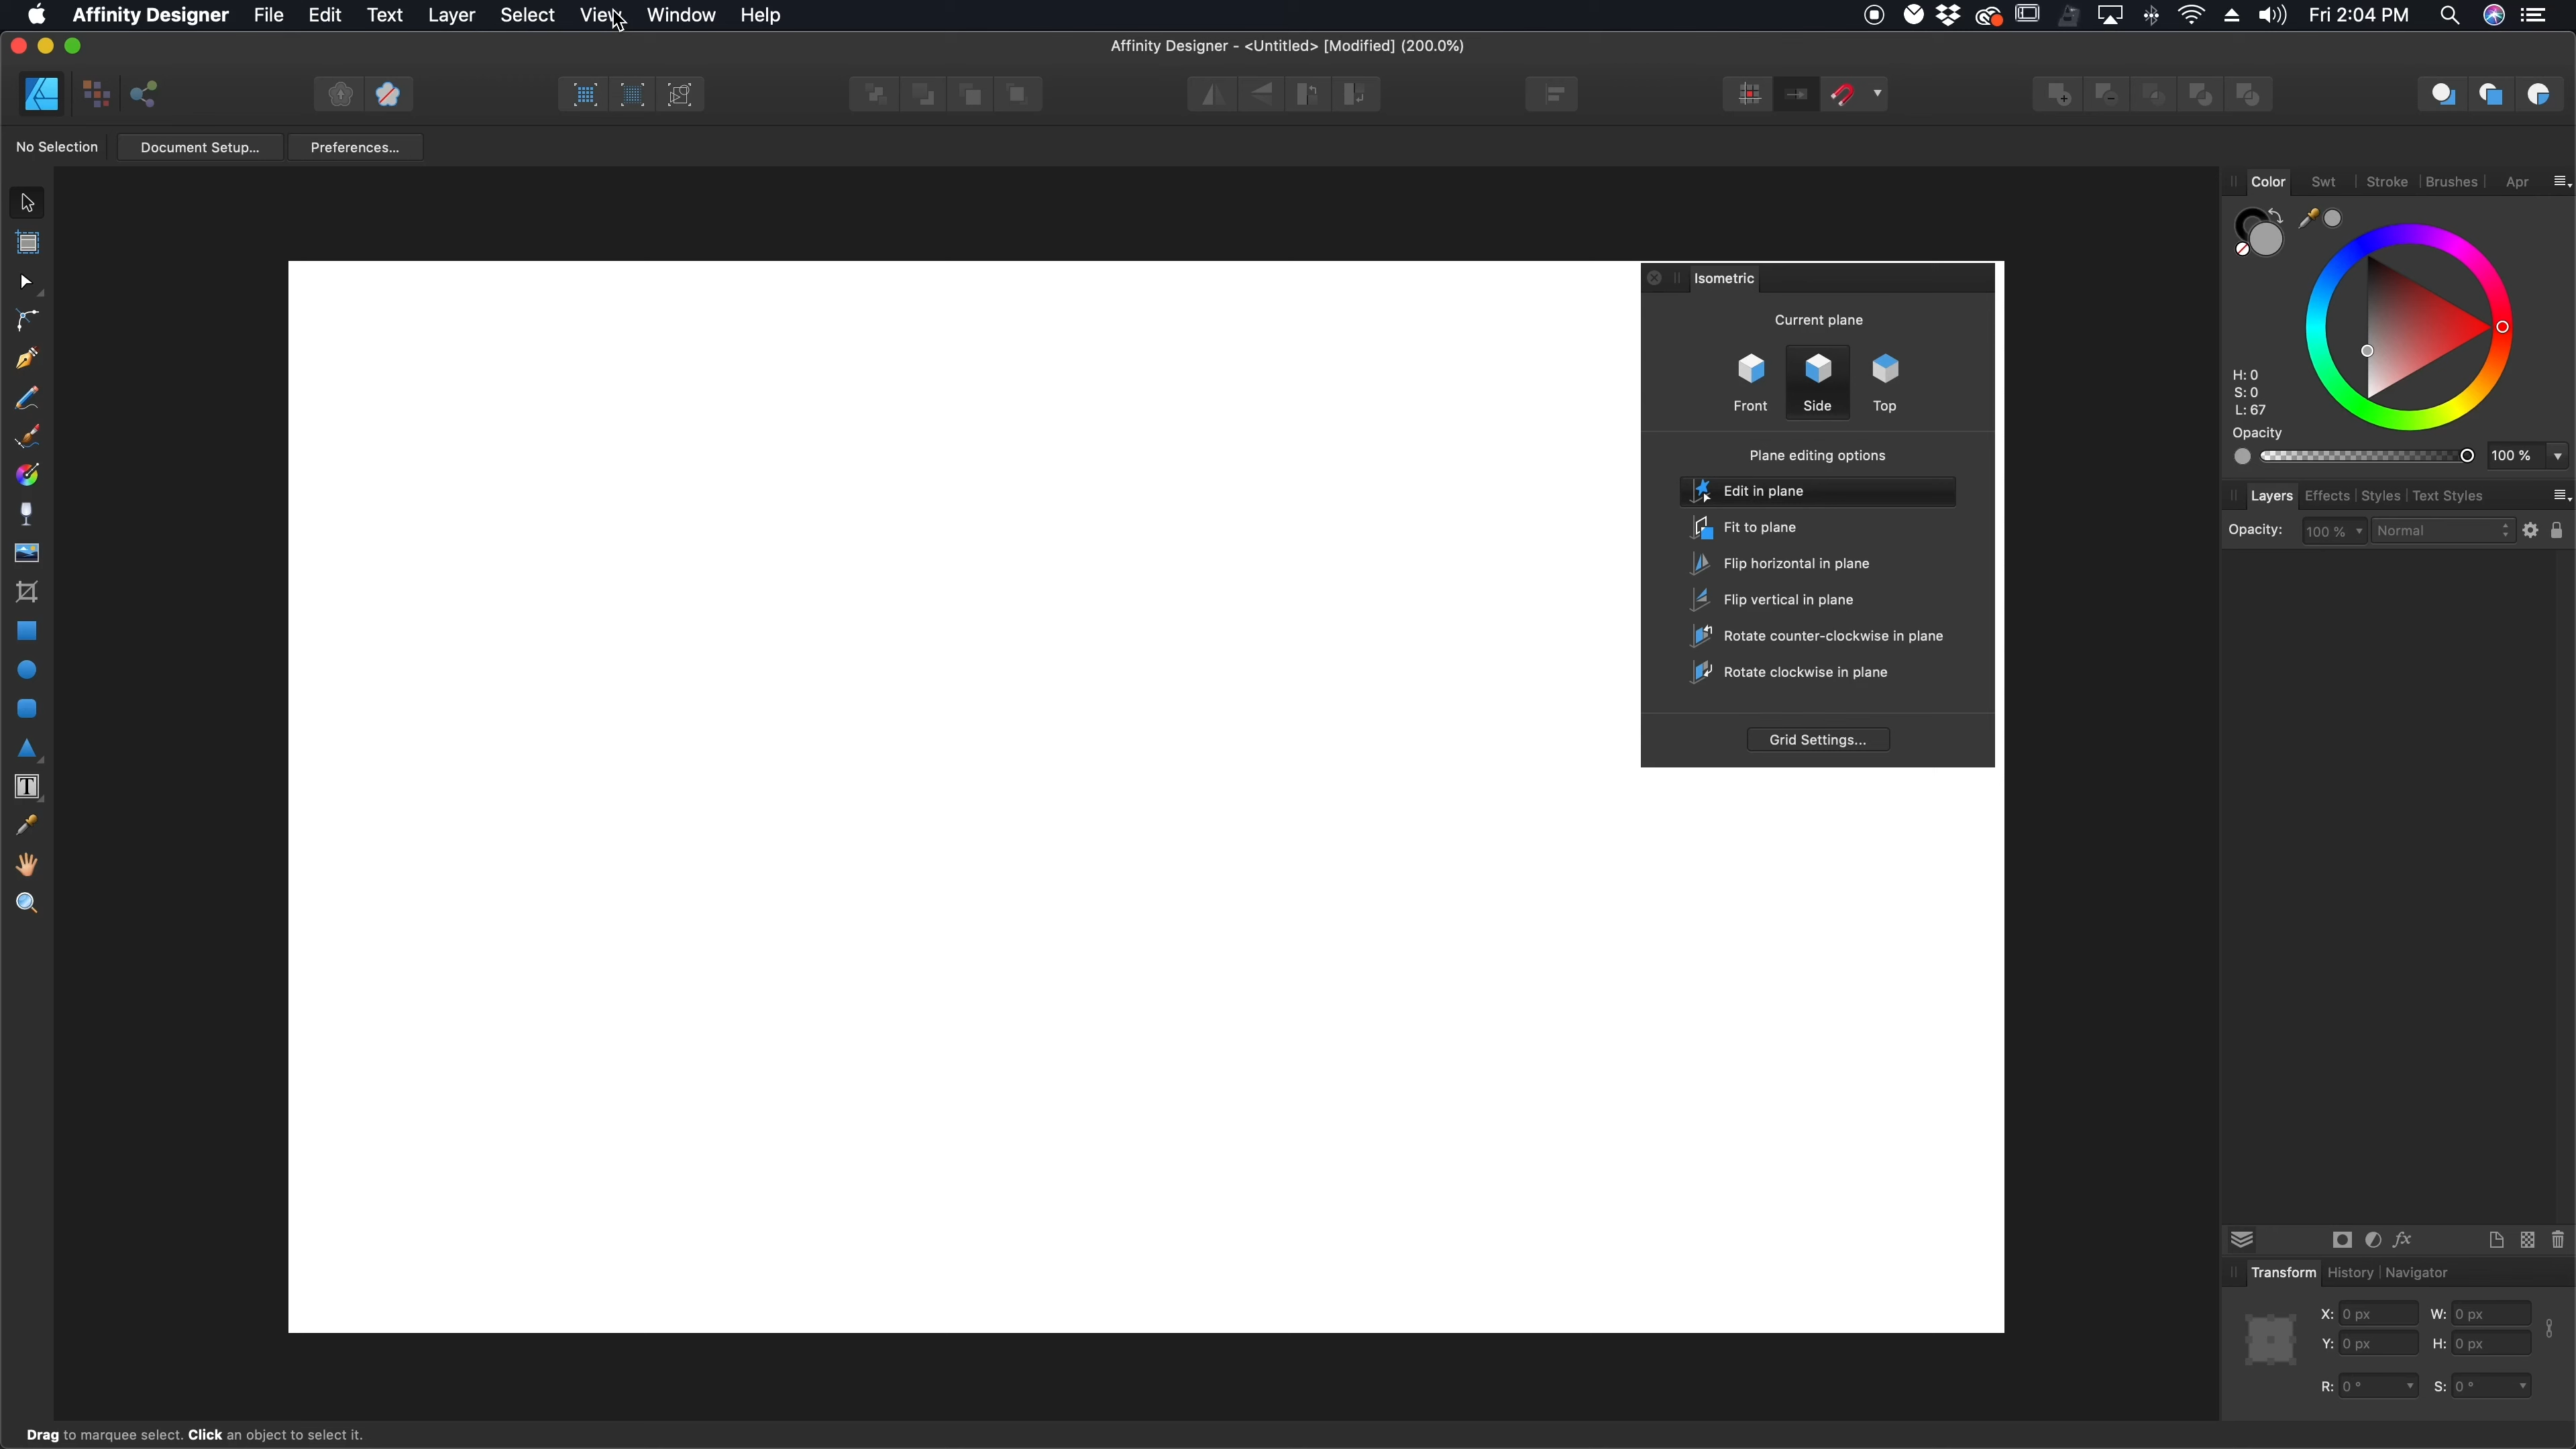 Affinity Designer File Edit Text Layer Select View Window Help Fri 2:04 PM
Affinity Designer - <Untitled> [Modified] (200.0%)
No Selection Document Setup... Preferences...
Color Swt Stroke Brushes Apr
H: 0
S: 0
L: 67
Opacity
100 %
Isometric
Current plane
Front Side Top
Plane editing options
Edit in plane
Fit to plane
Flip horizontal in plane
Flip vertical in plane
Rotate counter-clockwise in plane
Rotate clockwise in plane
Grid Settings...
Layers Effects Styles Text Styles
Opacity: 100 % Normal
Transform History Navigator
X: 0 px W: 0 px
Y: 0 px H: 0 px
R: 0 ° S: 0 °
Drag to marquee select. Click an object to select it.